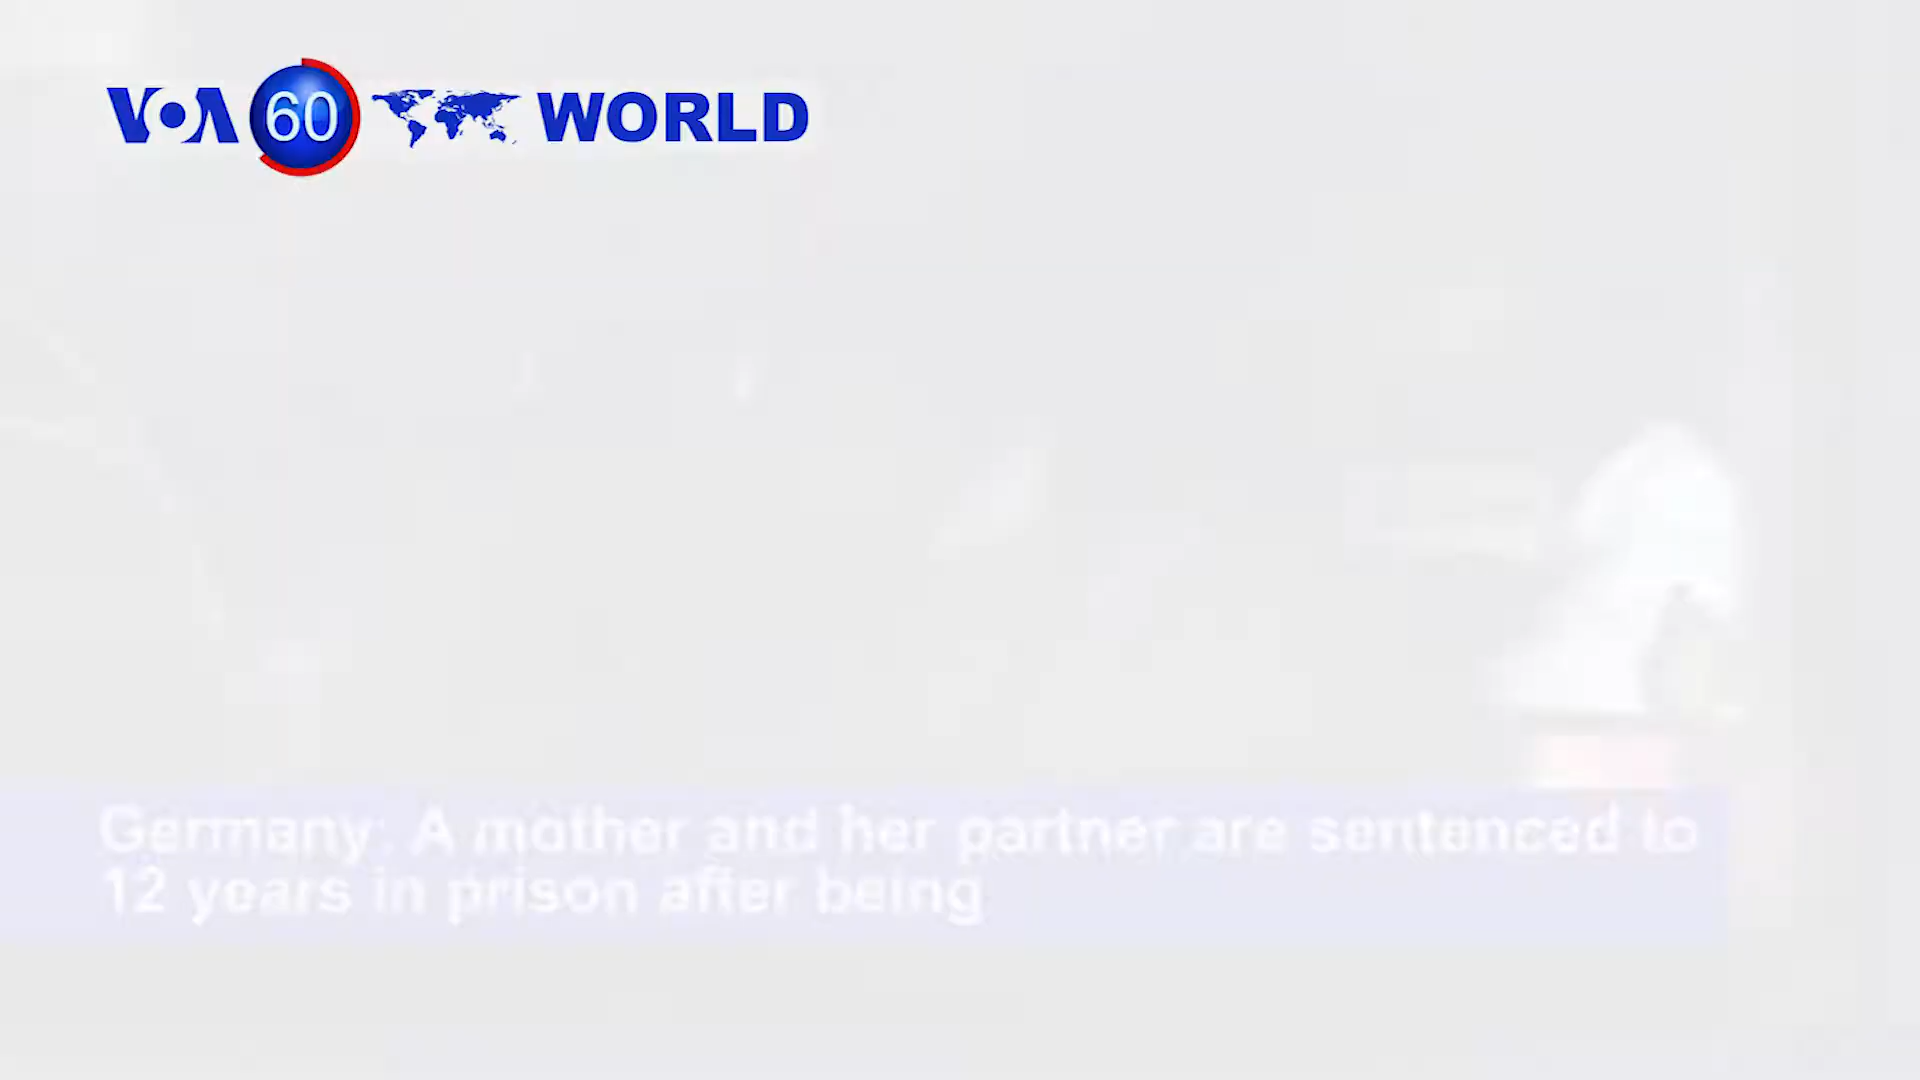 VOA 60 WORLD
Germany: A mother and her partner are sentenced to
12 years in prison after being